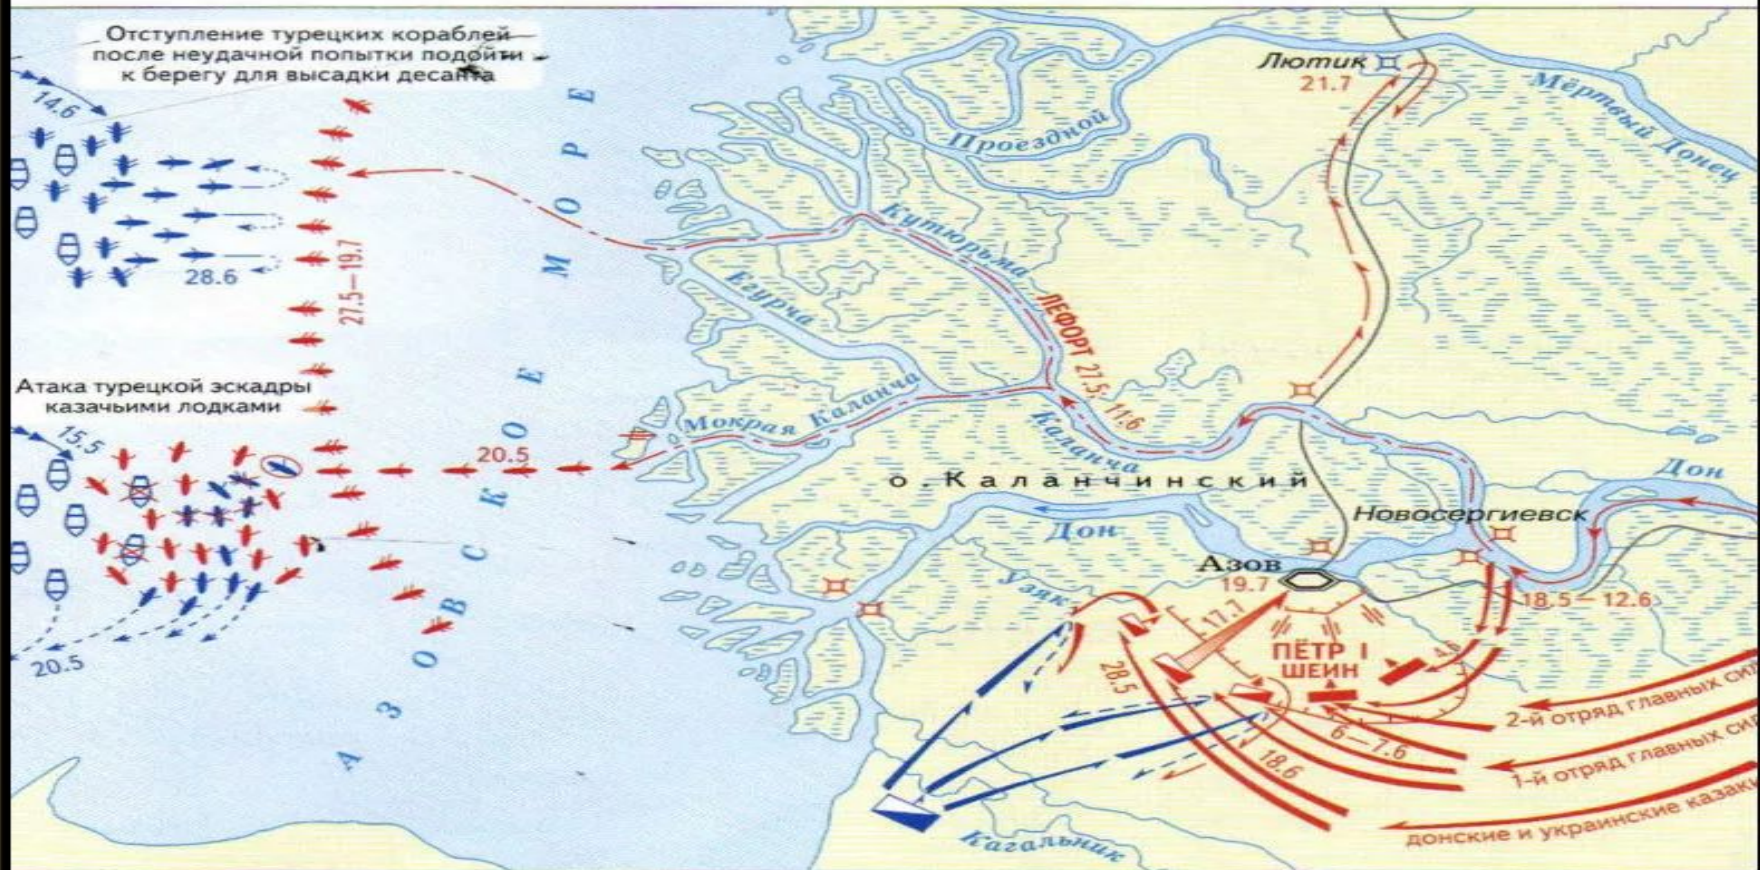 Отступление турецких кораблей
после неудачной попытки подойти
к берегу для высадки десанта
14.6
28.6
27.5—19.7
Атака турецкой эскадры
казачьими лодками
15.5
20.5
20.5
АЗОВСКОЕ МОРЕ
Лютик
21.7
Мёртвый Донец
Проездной
Кутюрьма
Егурча
ЛЕФОРТ 27.5; 11.6
Мокрая Каланча
Каланча
о. Каланчинский
Дон
Дон
Новосергиевск
Азов
19.7
Узяк
17.7
18.5—12.6
ПЁТР I
ШЕИН
4.6
28.5
6—7.6
18.6
2-й отряд главных си
1-й отряд главных си
донские и украинские казаки
Кагальник